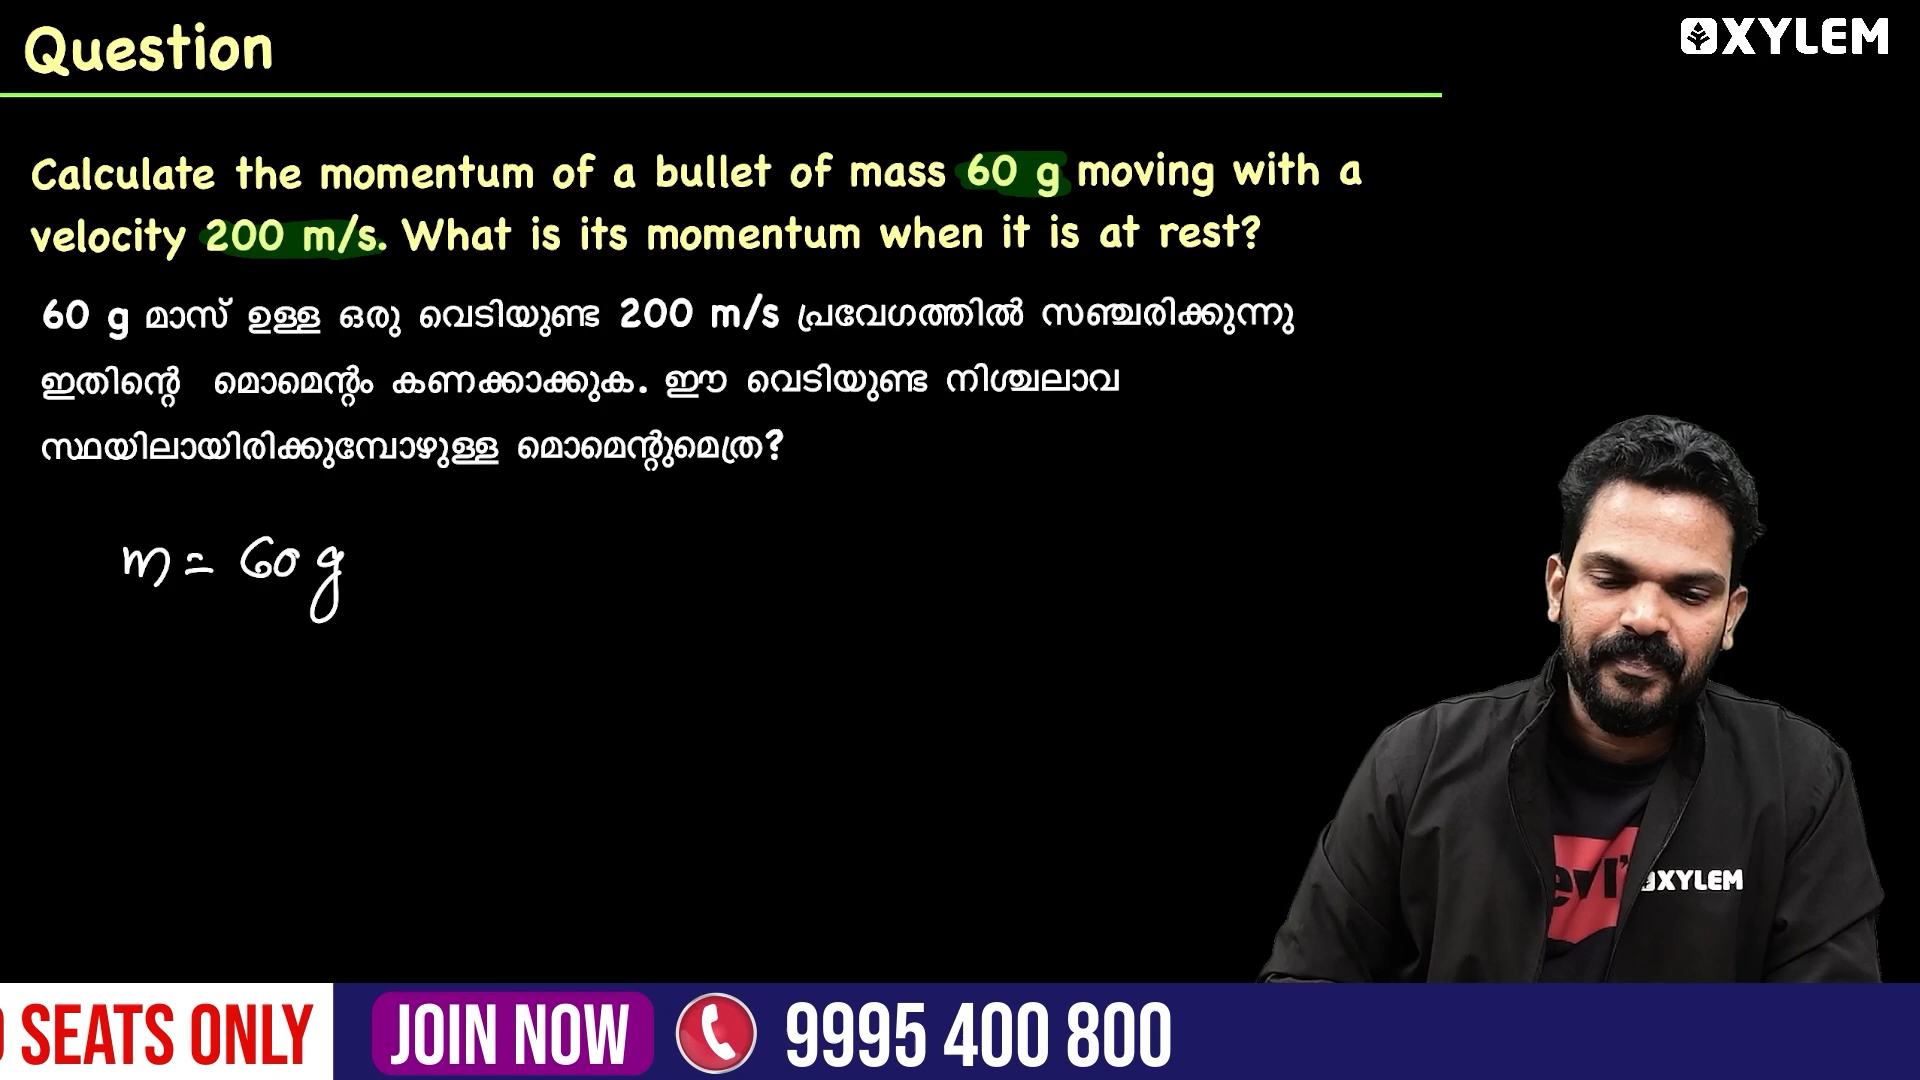 Question
XYLEM
Calculate the momentum of a bullet of mass 60 g moving with a
velocity 200 m/s. What is its momentum when it is at rest?
60 g മാസ് ഉള്ള ഒരു വെടിയുണ്ട 200 m/s പ്രവേഗത്തിൽ സഞ്ചരിക്കുന്നു
ഇതിന്റെ മൊമെന്റം കണക്കാക്കുക. ഈ വെടിയുണ്ട നിശ്ചലാവ
സ്ഥയിലായിരിക്കുമ്പോഴുള്ള മൊമെന്റുമെത്ര?
m = 60 g
XYLEM
SEATS ONLY JOIN NOW 9995 400 800